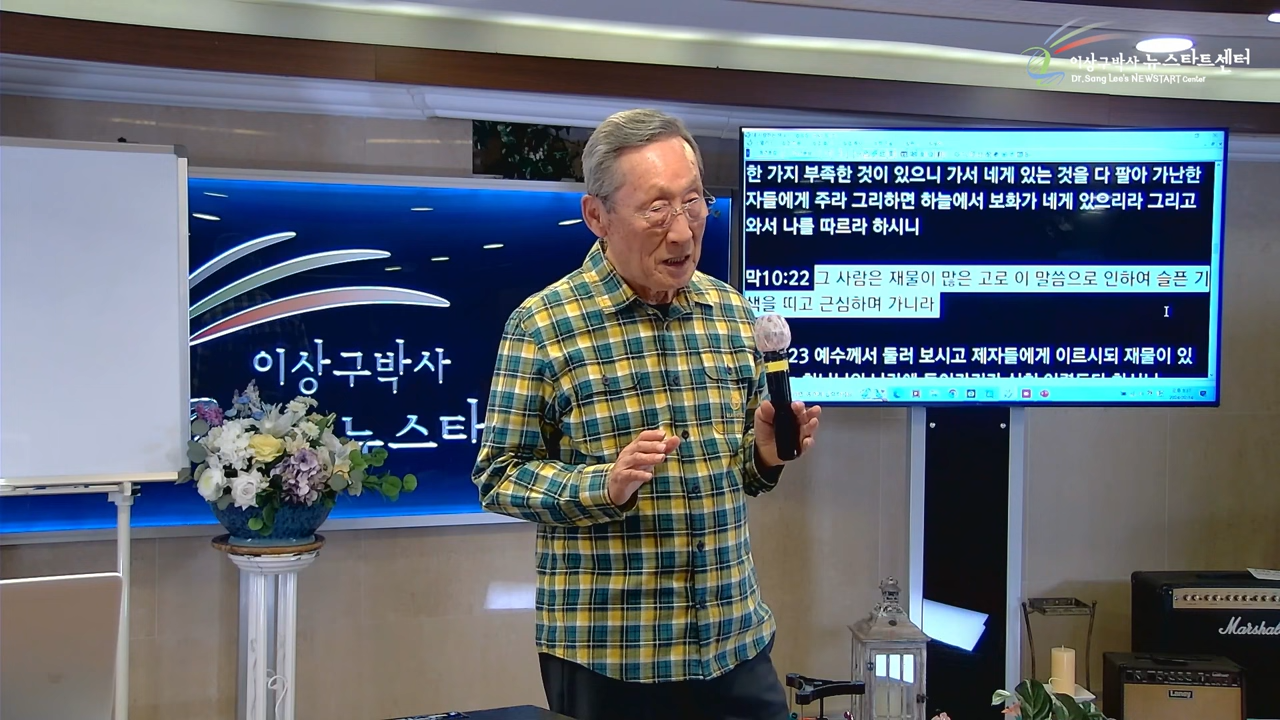 이상구박사 뉴스타트센터
Dr. Sang Lee's NEWSTART Center
한 가지 부족한 것이 있으니 가서 네게 있는 것을 다 팔아 가난한
자들에게 주라 그리하면 하늘에서 보화가 네게 있으리라 그리고
와서 나를 따르라 하시니
막10:22 그 사람은 재물이 많은 고로 이 말씀으로 인하여 슬픈 기
색을 띠고 근심하며 가니라
23 예수께서 둘러 보시고 제자들에게 이르시되 재물이 있
이상구박사
뉴스타
Marshal
Laney